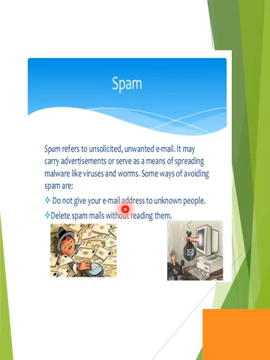 Spam
Spam refers to unsolicited, unwanted e-mail. It may
carry advertisements or serve as a means of spreading
malware like viruses and worms. Some ways of avoiding
spam are:
❖ Do not give your e-mail address to unknown people.
❖Delete spam mails without reading them.